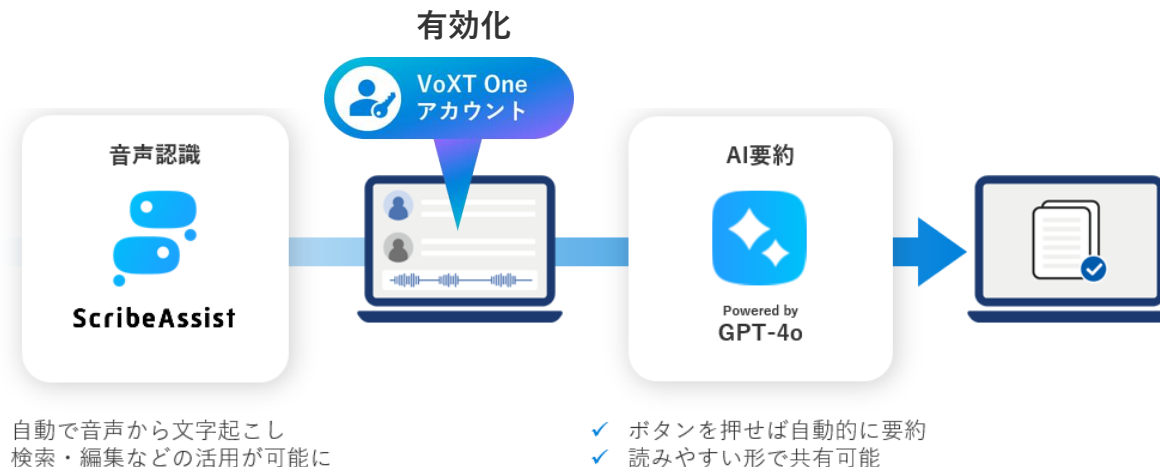 有効化
VoXT One
アカウント
音声認識
ScribeAssist
AI要約
Powered by
GPT-4o
自動で音声から文字起こし
検索・編集などの活用が可能に
ボタンを押せば自動的に要約
読みやすい形で共有可能